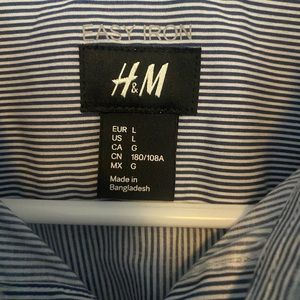 EASY IRON
H&M
EUR L
US L
CA G
CN 180/108A
MX G
Made in
Bangladesh